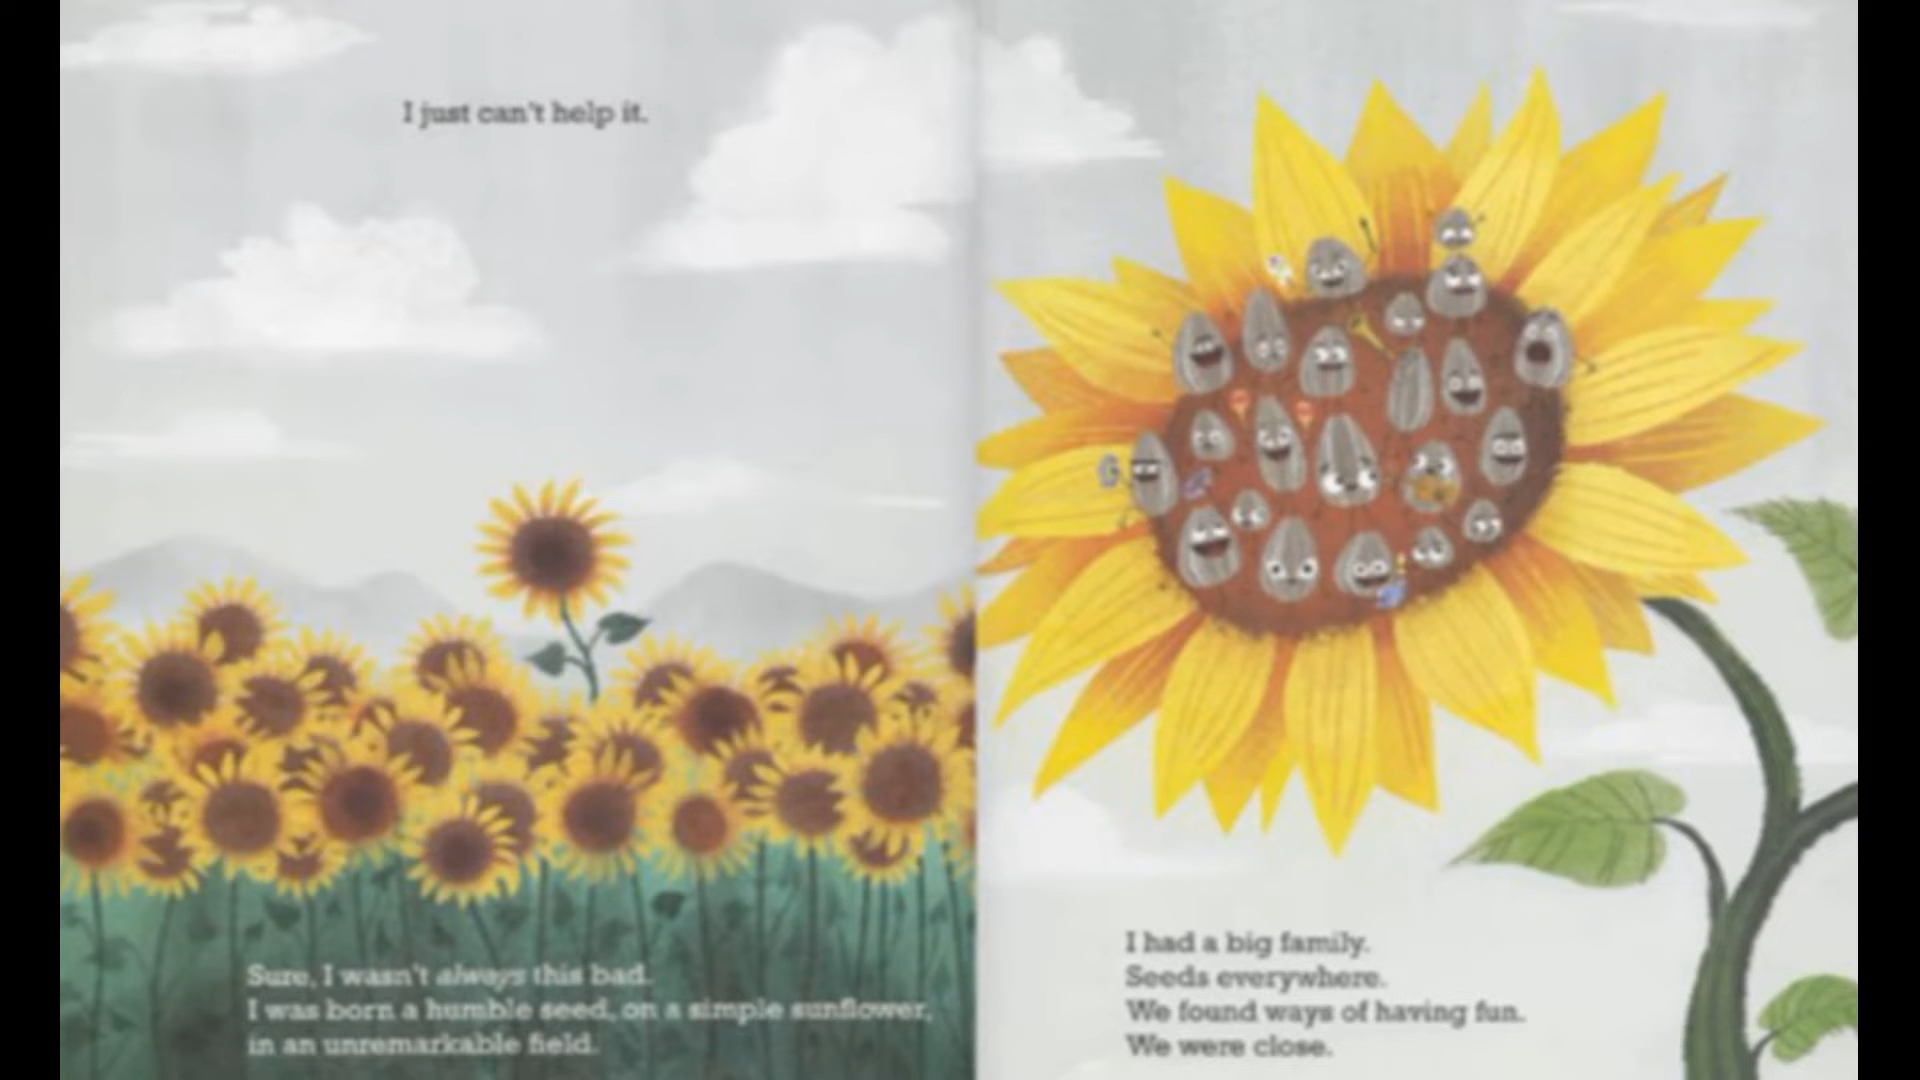 I just can't help it.
Sure, I wasn't always this bad.
I was born a humble seed, on a simple sunflower,
in an unremarkable field.
I had a big family.
Seeds everywhere.
We found ways of having fun.
We were close.